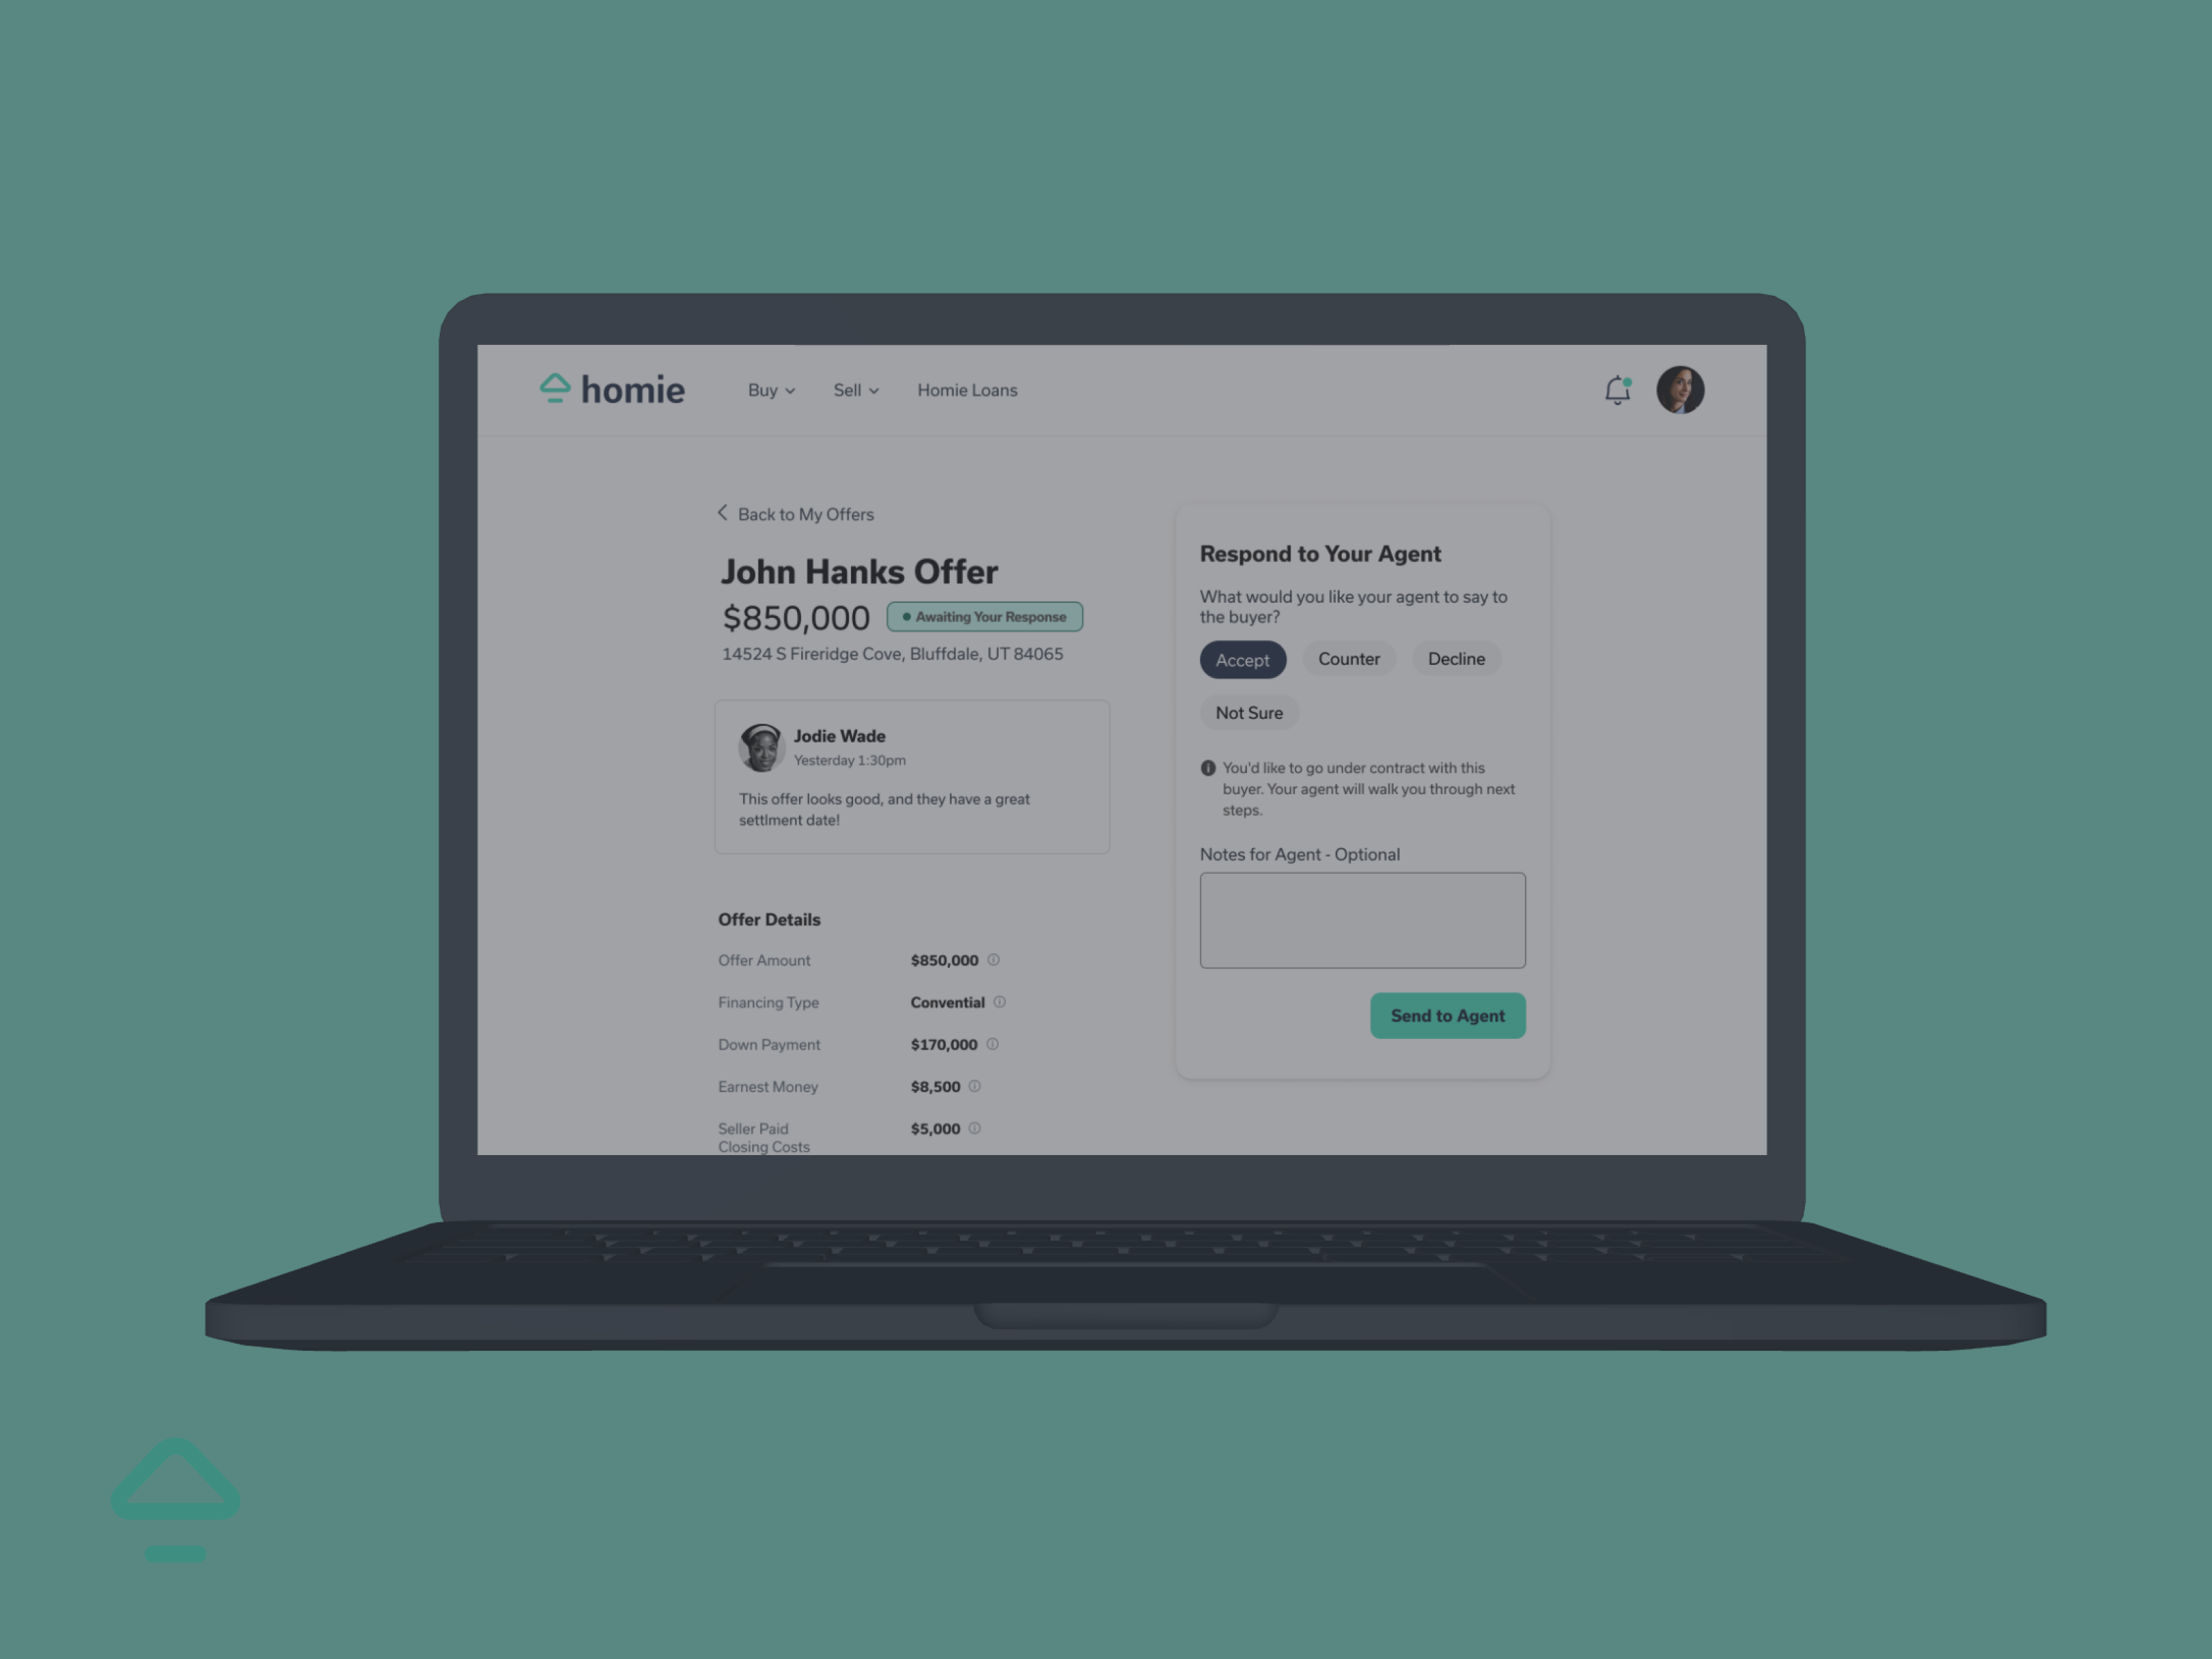 homie
Buy
Sell
Homie Loans
Back to My Offers
John Hanks Offer
$850,000
Awaiting Your Response
14524 S Fireridge Cove, Bluffdale, UT 84065
Jodie Wade
Yesterday 1:30pm
This offer looks good, and they have a great
settlment date!
Offer Details
Offer Amount $850,000
Financing Type Convential
Down Payment $170,000
Earnest Money $8,500
Seller Paid $5,000
Closing Costs
Respond to Your Agent
What would you like your agent to say to
the buyer?
Accept Counter Decline
Not Sure
You'd like to go under contract with this
buyer. Your agent will walk you through next
steps.
Notes for Agent - Optional
Send to Agent